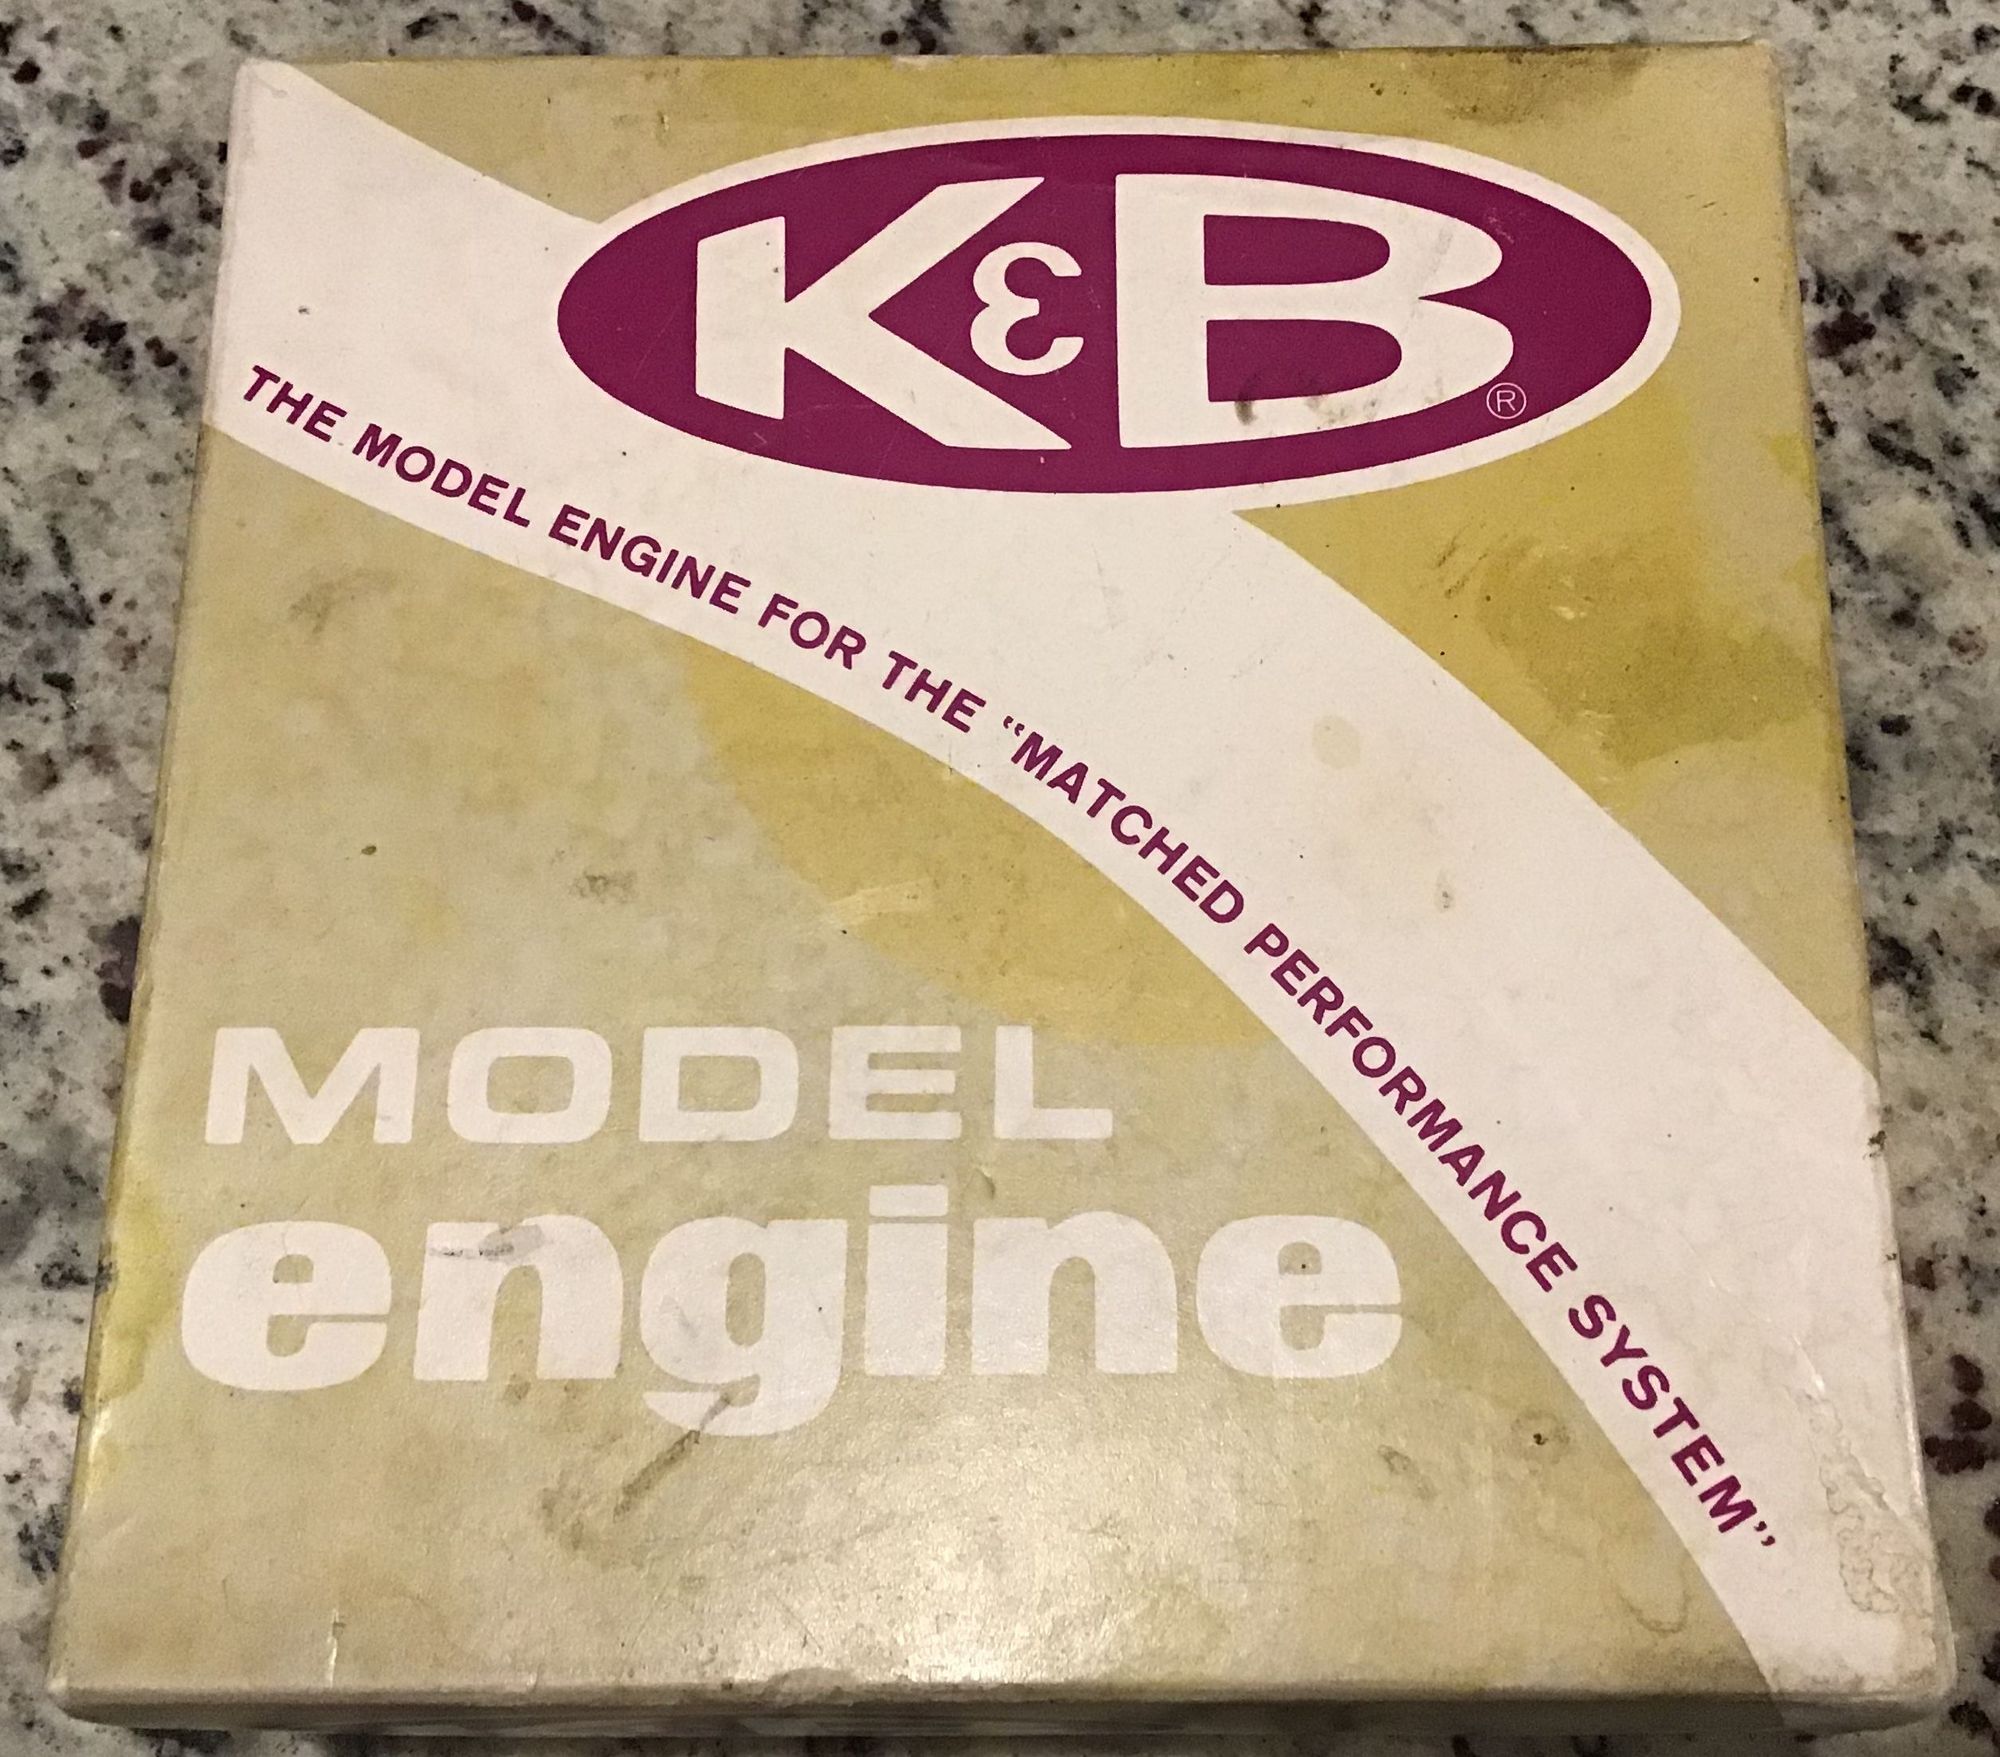 K&B®
THE MODEL ENGINE FOR THE “MATCHED PERFORMANCE SYSTEM”
MODEL
engine